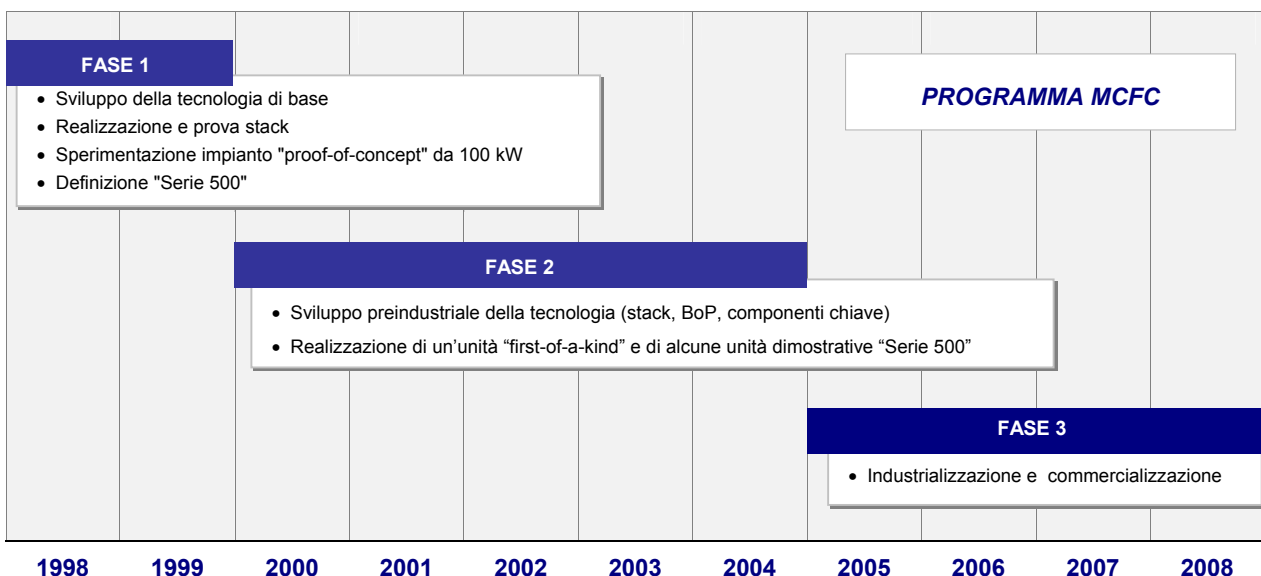 FASE 1
• Sviluppo della tecnologia di base
• Realizzazione e prova stack
• Sperimentazione impianto "proof-of-concept" da 100 kW
• Definizione "Serie 500"
PROGRAMMA MCFC
FASE 2
• Sviluppo preindustriale della tecnologia (stack, BoP, componenti chiave)
• Realizzazione di un’unità “first-of-a-kind” e di alcune unità dimostrative “Serie 500”
FASE 3
• Industrializzazione e commercializzazione
1998 1999 2000 2001 2002 2003 2004 2005 2006 2007 2008